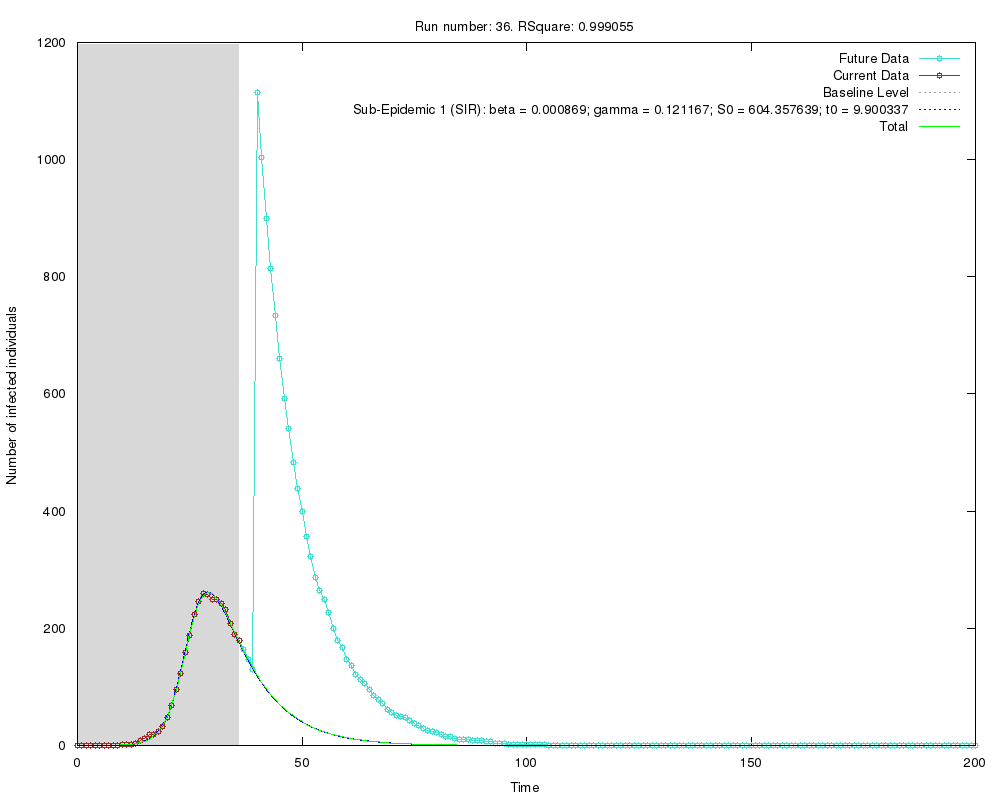 Run number: 36. RSquare: 0.999055
1200
1000
800
600
400
200
0
Number of infected individuals
Future Data
Current Data
Baseline Level
Sub-Epidemic 1 (SIR): beta = 0.000869; gamma = 0.121167; S0 = 604.357639; t0 = 9.900337
Total
0 50 100 150 200
Time